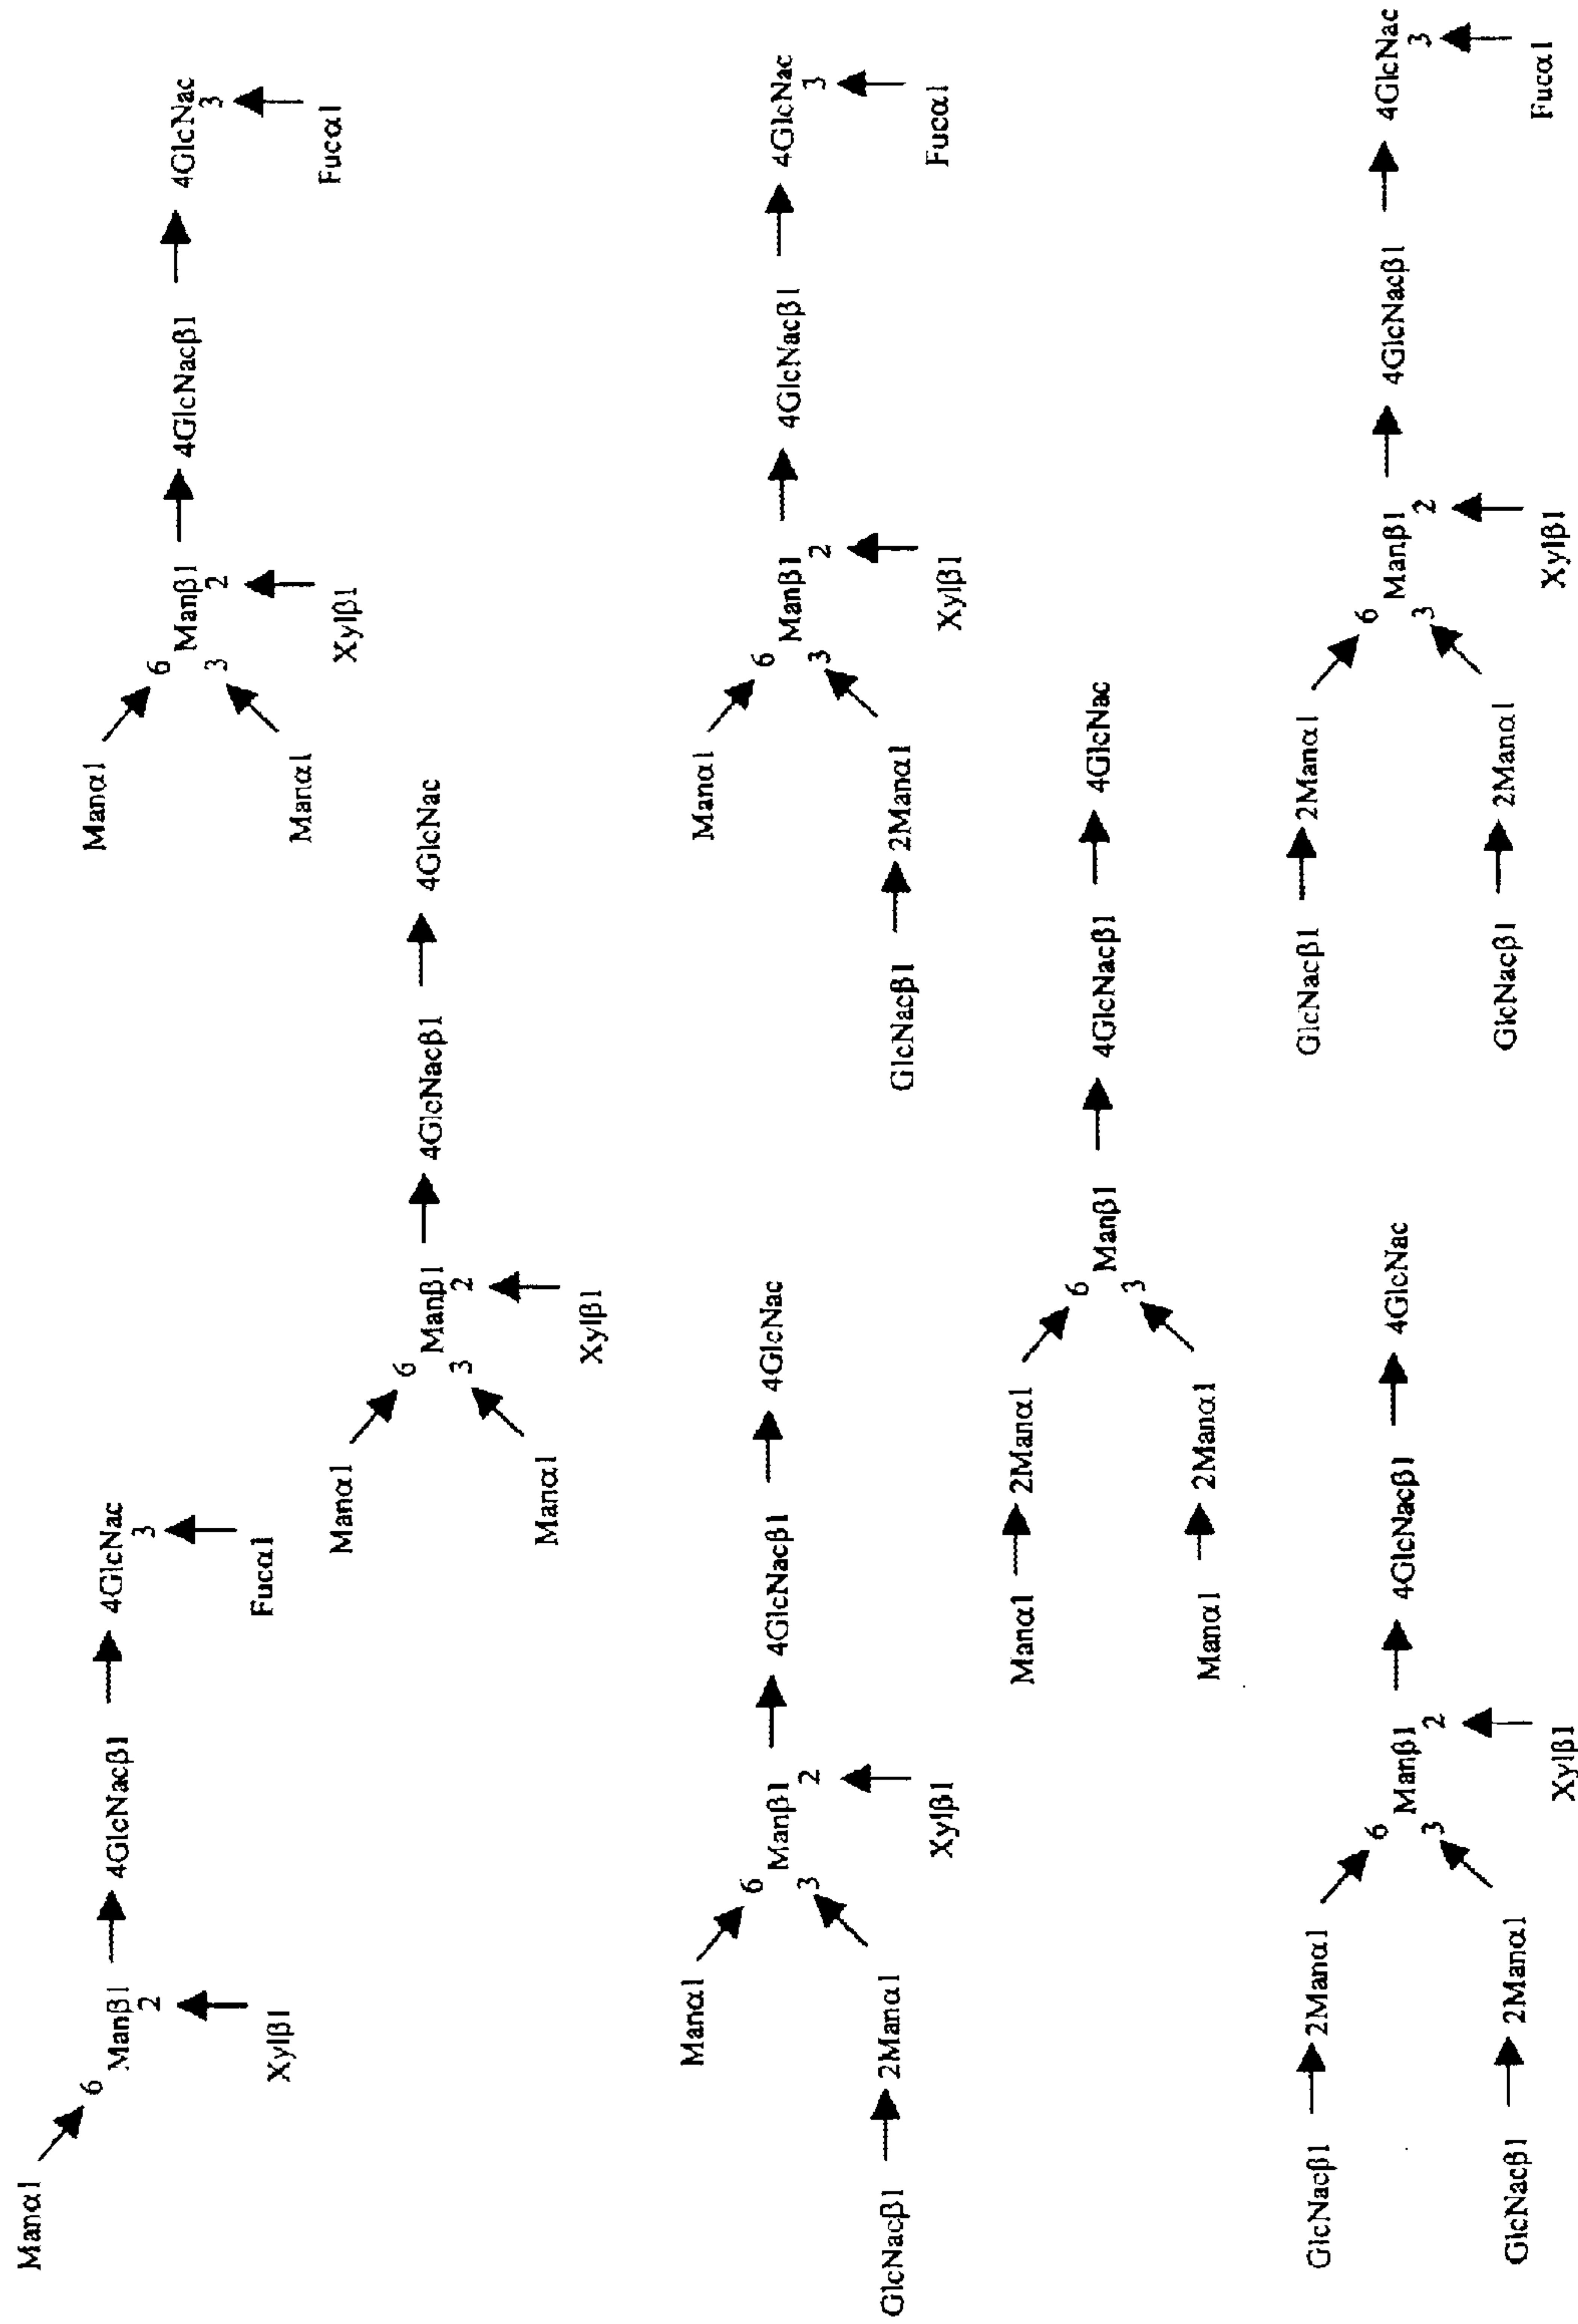 Manα1
6
Manβ1
2
4GlcNacβ1
4GlcNac
3
Xylβ1
Fucα1
Manα1
6
Manβ1
2
4GlcNacβ1
4GlcNac
3
3
Manα1
Xylβ1
Fucα1
Manα1
6
Manβ1
2
4GlcNacβ1
4GlcNac
3
Manα1
Xylβ1
Manα1
6
Manβ1
2
4GlcNacβ1
4GlcNac
3
GlcNacβ1
2Manα1
Xylβ1
Manα1
6
Manβ1
2
4GlcNacβ1
4GlcNac
3
3
GlcNacβ1
2Manα1
Xylβ1
Fucα1
Manα1
2Manα1
6
Manβ1
4GlcNacβ1
4GlcNac
3
Manα1
2Manα1
GlcNacβ1
2Manα1
6
Manβ1
2
4GlcNacβ1
4GlcNac
3
GlcNacβ1
2Manα1
Xylβ1
GlcNacβ1
2Manα1
6
Manβ1
2
4GlcNacβ1
4GlcNac
3
3
GlcNacβ1
2Manα1
Xylβ1
Fucα1